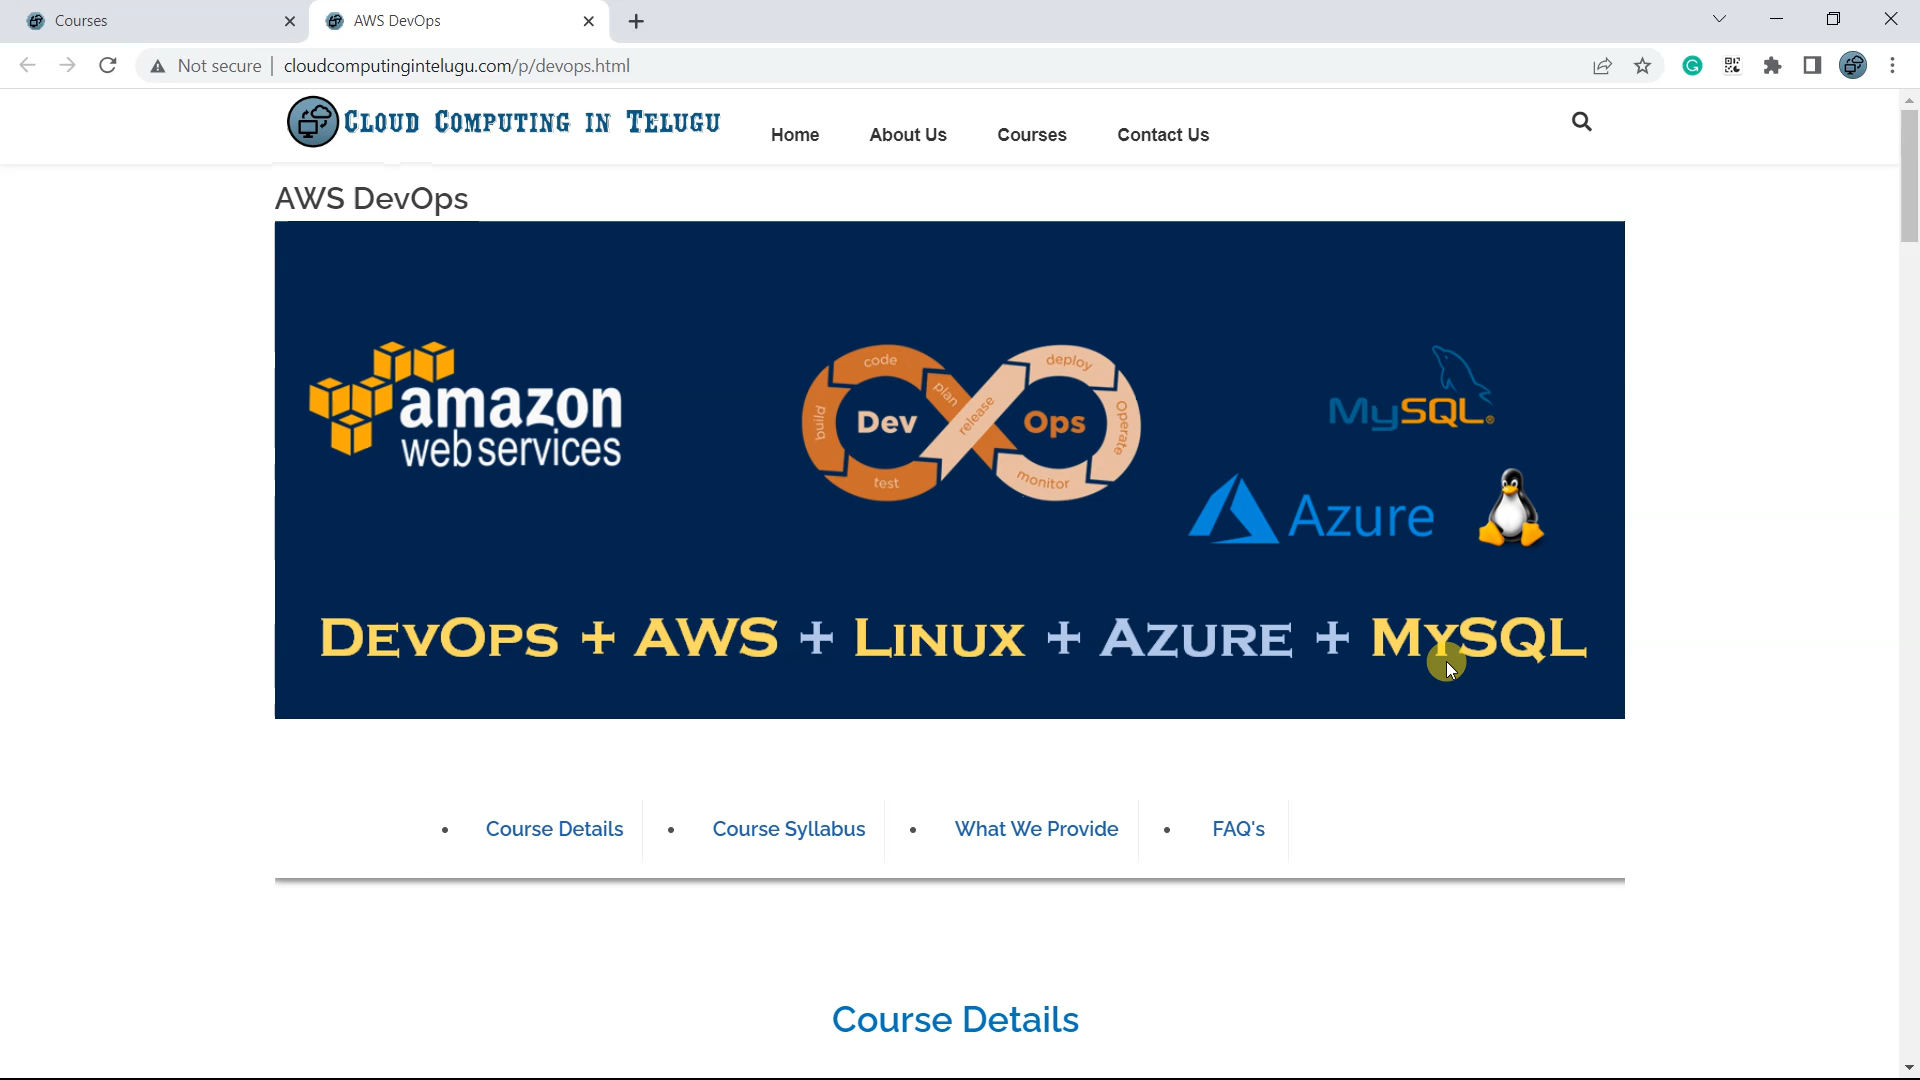 Courses
AWS DevOps
Not secure
cloudcomputingintelugu.com/p/devops.html
Cloud Computing in Telugu
Home
About Us
Courses
Contact Us
AWS DevOps
amazon
web services
code
plan
build
Dev
test
release
deploy
Ops
Operate
monitor
MySQL
Azure
DevOps + AWS + Linux + Azure + MySQL
Course Details
Course Syllabus
What We Provide
FAQ's
Course Details